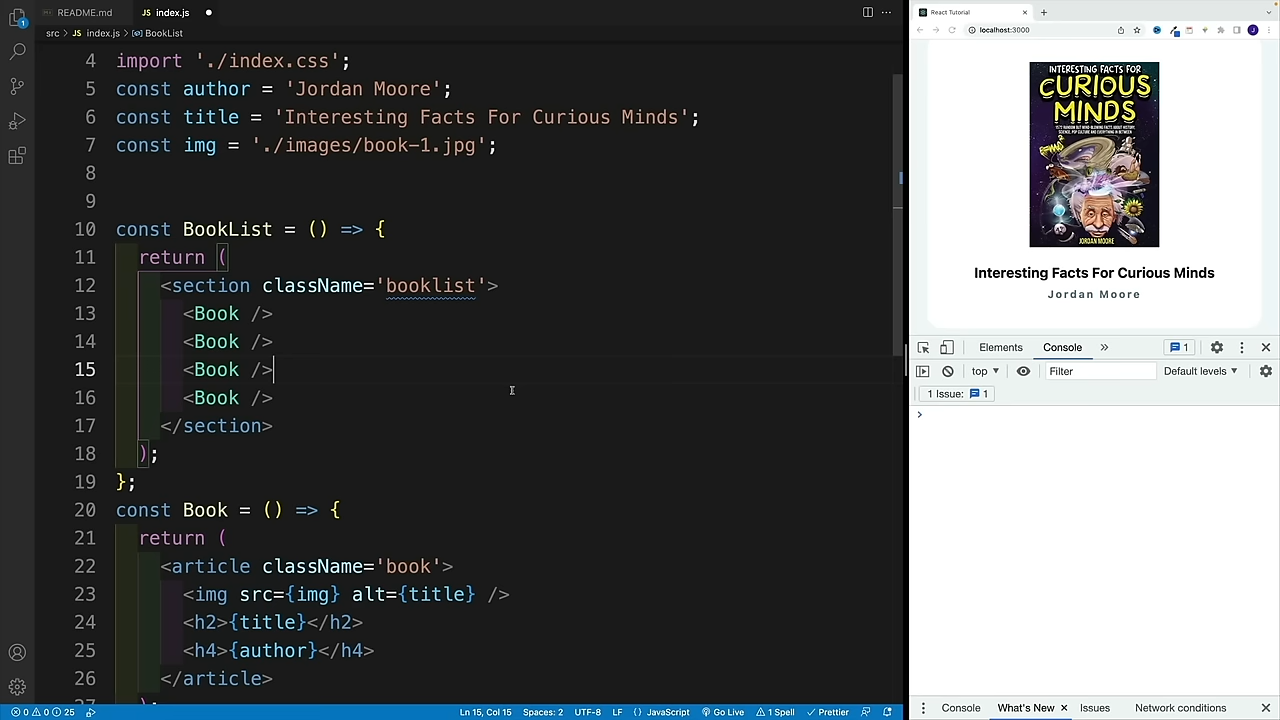 README.md
index.js
src > index.js > BookList
4 import './index.css';
5 const author = 'Jordan Moore';
6 const title = 'Interesting Facts For Curious Minds';
7 const img = './images/book-1.jpg';
8
9
10 const BookList = () => {
11 return (
12 <section className='booklist'>
13 <Book />
14 <Book />
15 <Book />
16 <Book />
17 </section>
18 );
19 };
20 const Book = () => {
21 return (
22 <article className='book'>
23 <img src={img} alt={title} />
24 <h2>{title}</h2>
25 <h4>{author}</h4>
26 </article>
27 );
0 0 25
Ln 15, Col 15 Spaces: 2 UTF-8 LF {} JavaScript Go Live 1 Spell Prettier
React Tutorial
localhost:3000
INTERESTING FACTS FOR
CURIOUS
MINDS
JORDAN MOORE
Interesting Facts For Curious Minds
Jordan Moore
Elements Console 1
top Filter Default levels
1 Issue: 1
>
Console What's New Issues Network conditions